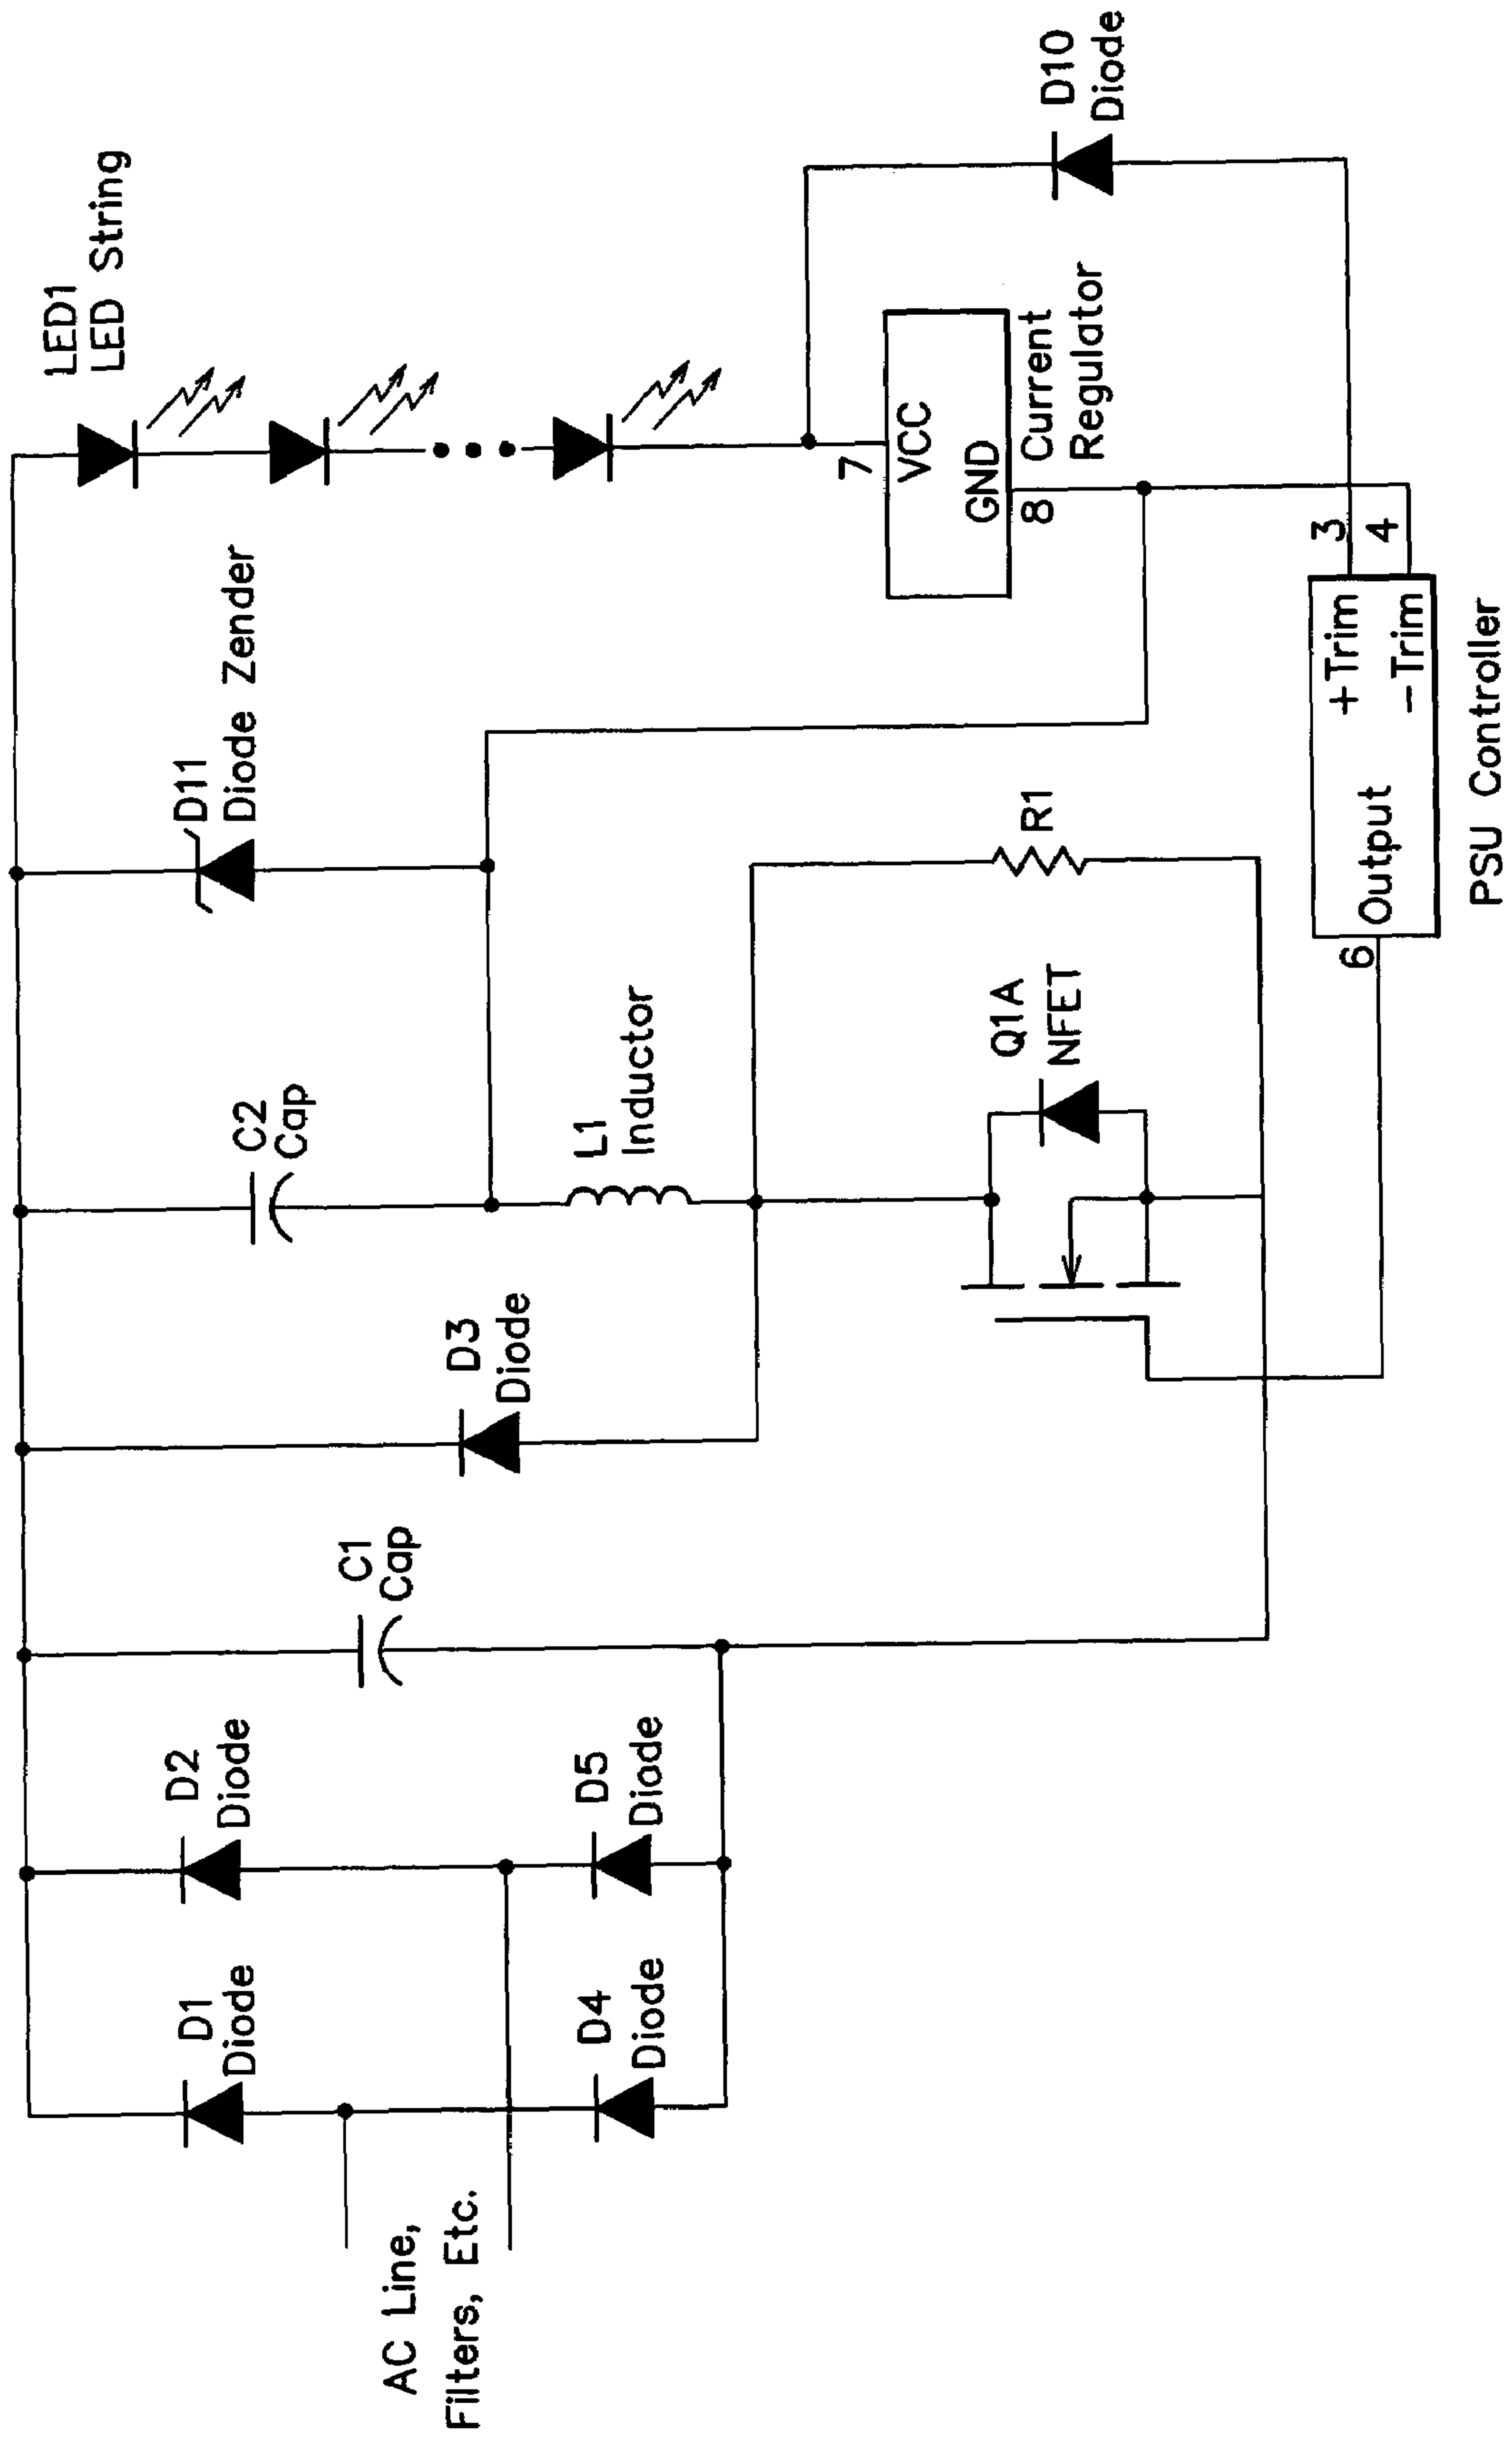 AC Line,
Filters, Etc.
D1
Diode
D2
Diode
D4
Diode
D5
Diode
C1
Cap
D3
Diode
C2
Cap
L1
Inductor
D11
Diode Zender
R1
Q1A
NFET
LED1
LED String
7
VCC
GND
8
Current
Regulator
D10
Diode
3
4
+Trim
-Trim
Output
6
PSU Controller